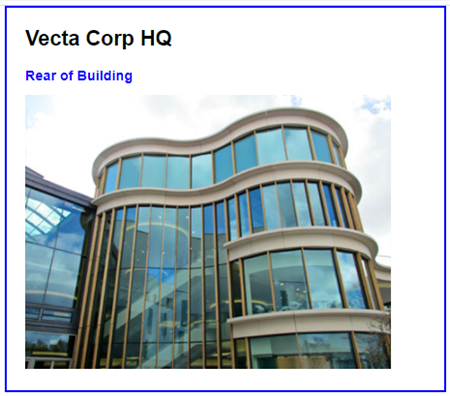 Vecta Corp HQ
Rear of Building